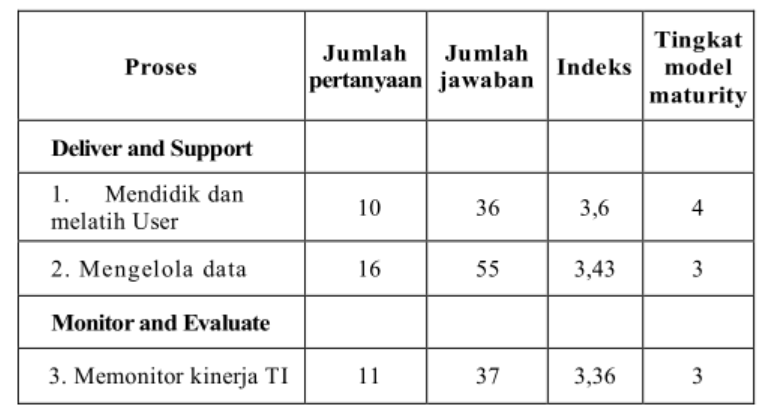 Proses Jumlah pertanyaan Jumlah jawaban Indeks Tingkat model maturity
Deliver and Support
1. Mendidik dan melatih User 10 36 3,6 4
2. Mengelola data 16 55 3,43 3
Monitor and Evaluate
3. Memonitor kinerja TI 11 37 3,36 3